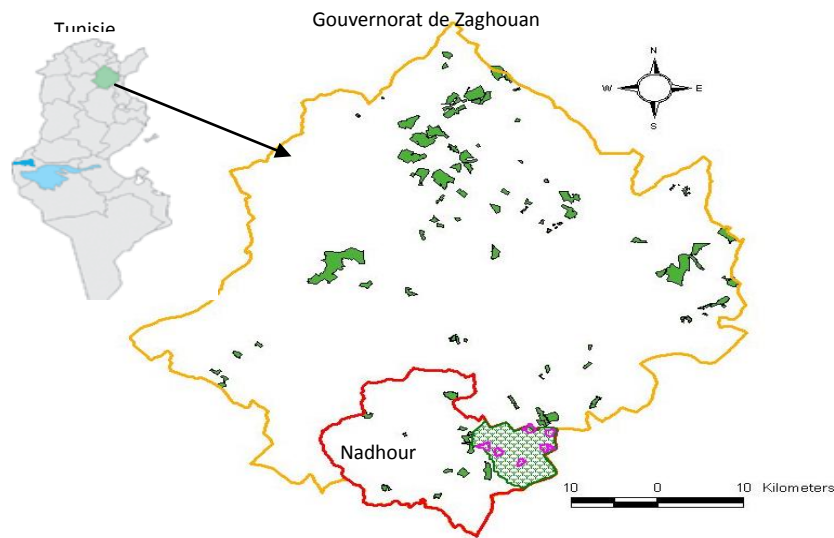 Gouvernorat de Zaghouan
Tunisie
N
W E
S
Nadhour
10 0 10 Kilometers